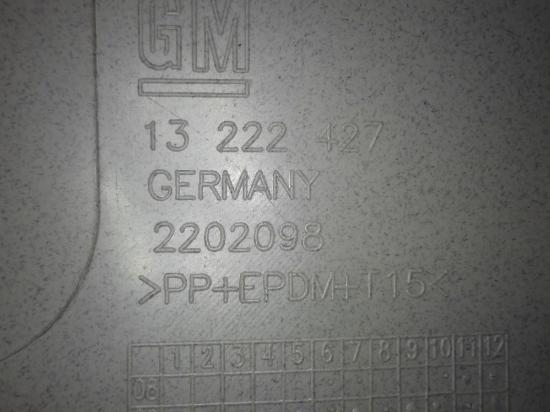 GM
13 222 427
GERMANY
2202098
>PP+EPDM+T15<
1 2 3 4 5 6 7 8 9 10 11 12
08